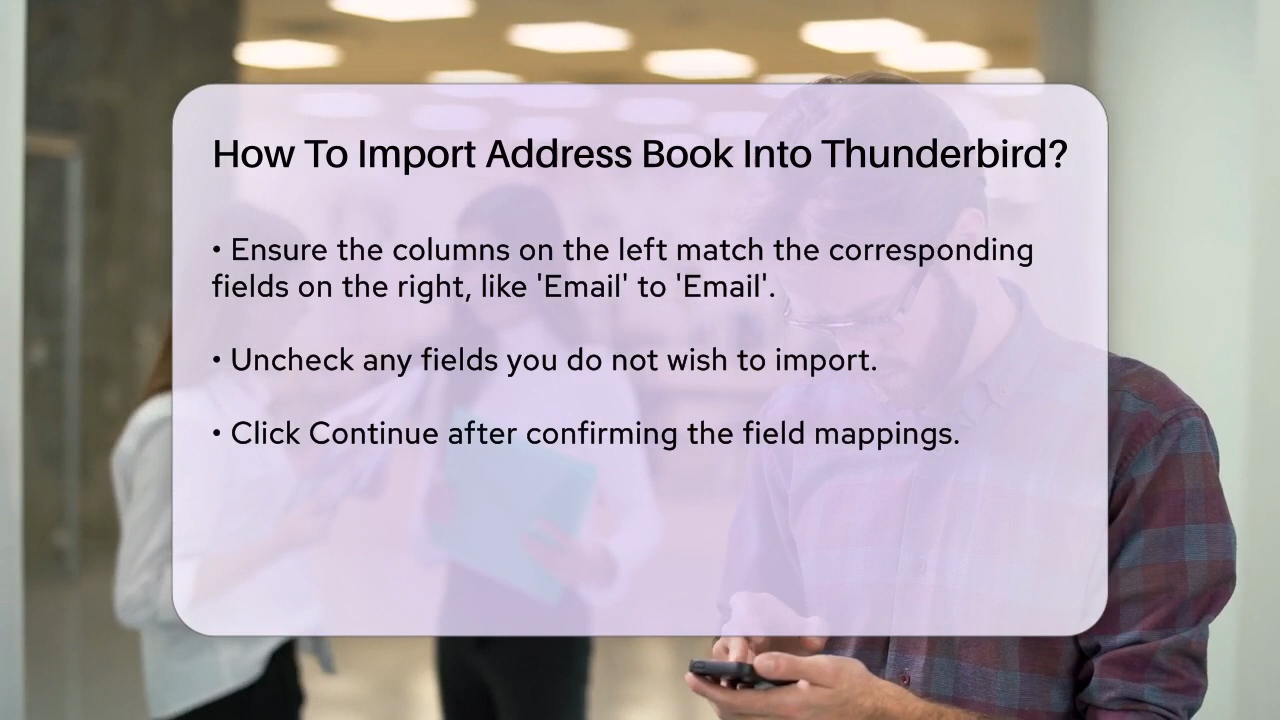 How To Import Address Book Into Thunderbird?
• Ensure the columns on the left match the corresponding
fields on the right, like 'Email' to 'Email'.
• Uncheck any fields you do not wish to import.
• Click Continue after confirming the field mappings.